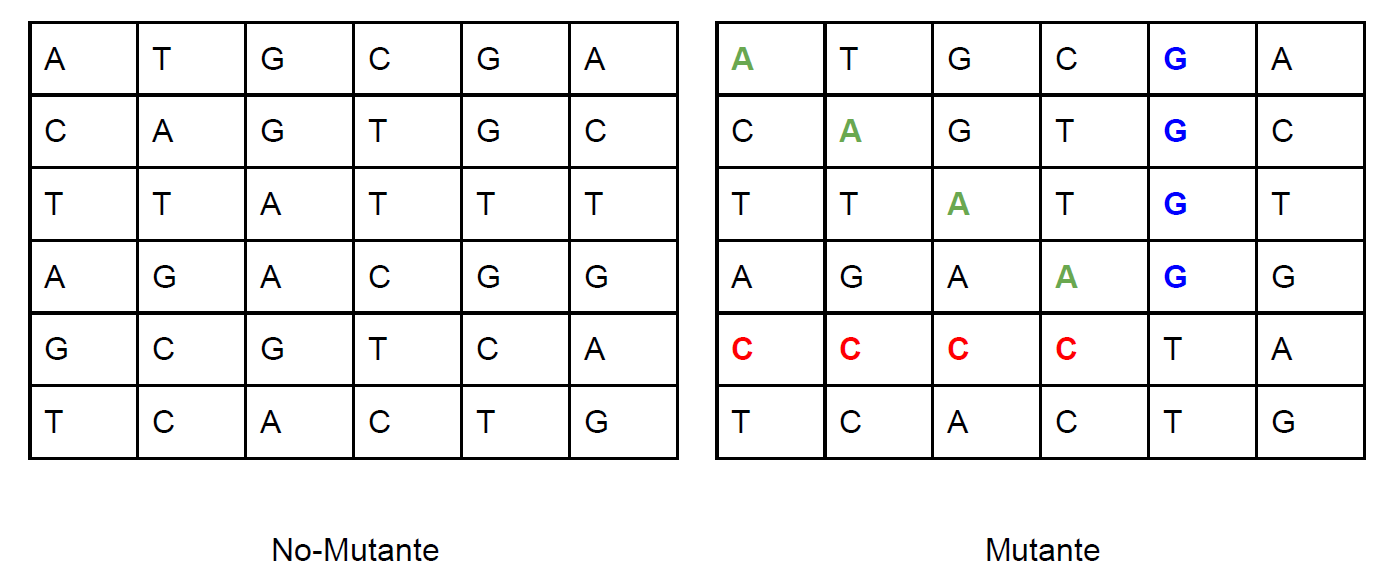 A T G C G A
C A G T G C
T T A T T T
A G A C G G
G C G T C A
T C A C T G
No-Mutante
A T G C G A
C A G T G C
T T A T G T
A G A A G G
C C C C T A
T C A C T G
Mutante